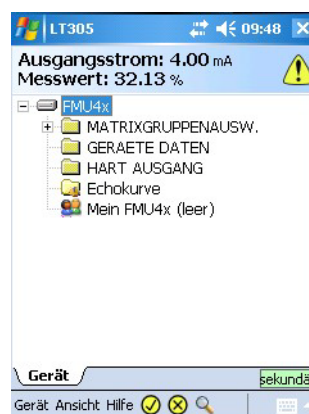 LT305 09:48
Ausgangsstrom: 4.00 mA
Messwert: 32.13 %
FMU4x
MATRIXGRUPPENAUSW.
GERAETE DATEN
HART AUSGANG
Echokurve
Mein FMU4x (leer)
Gerät
sekundä
Gerät Ansicht Hilfe